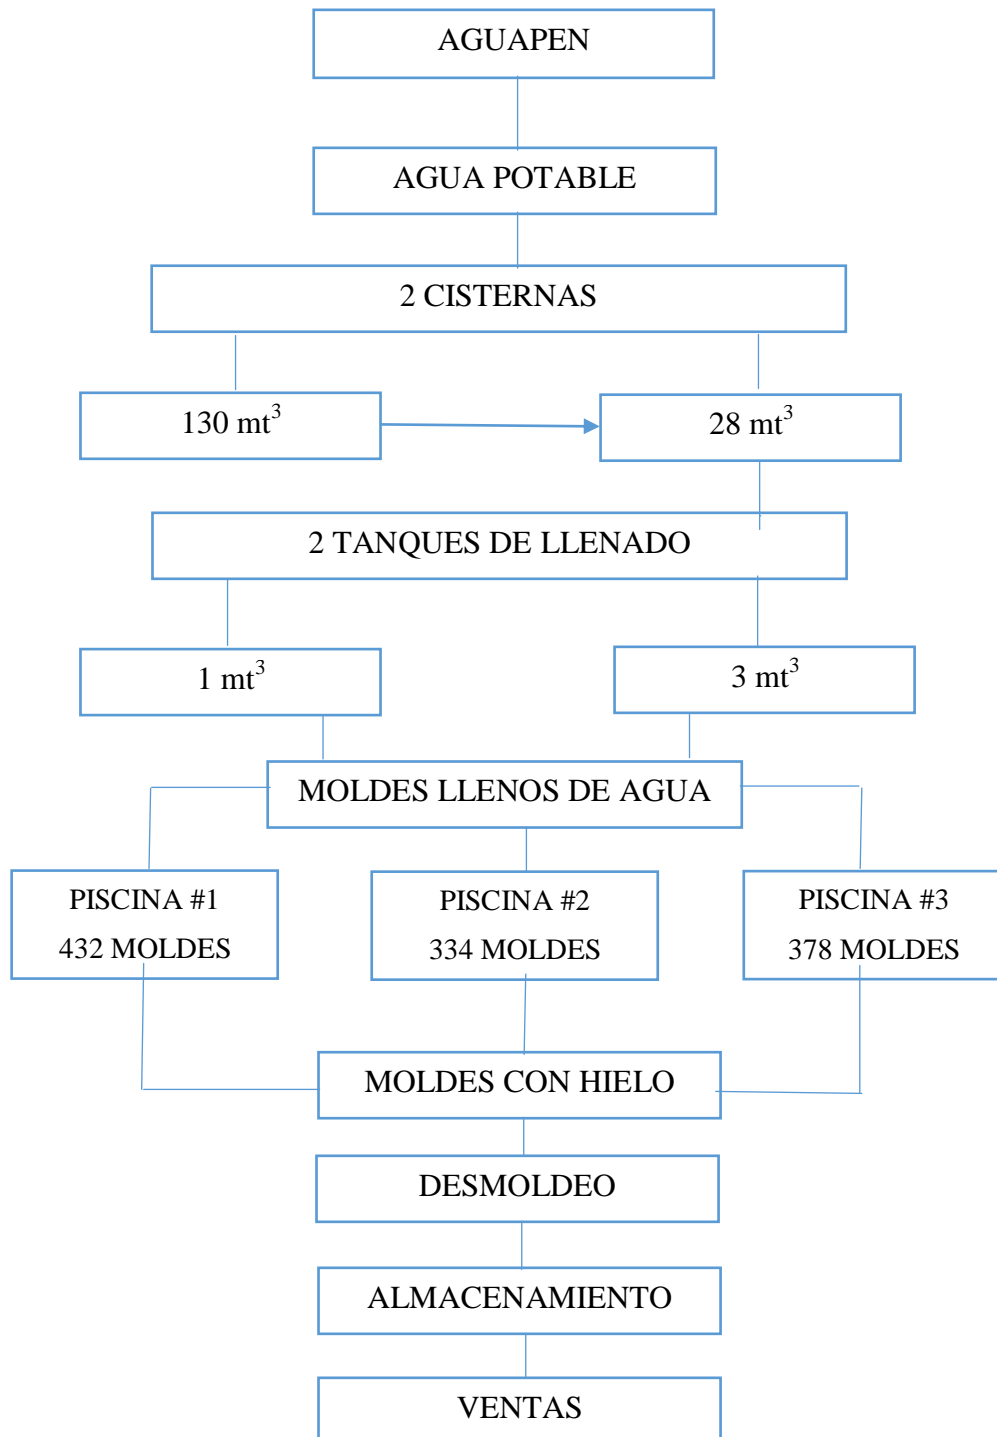 AGUAPEN
AGUA POTABLE
2 CISTERNAS
130 mt³
28 mt³
2 TANQUES DE LLENADO
1 mt³
3 mt³
MOLDES LLENOS DE AGUA
PISCINA #1
432 MOLDES
PISCINA #2
334 MOLDES
PISCINA #3
378 MOLDES
MOLDES CON HIELO
DESMOLDEO
ALMACENAMIENTO
VENTAS